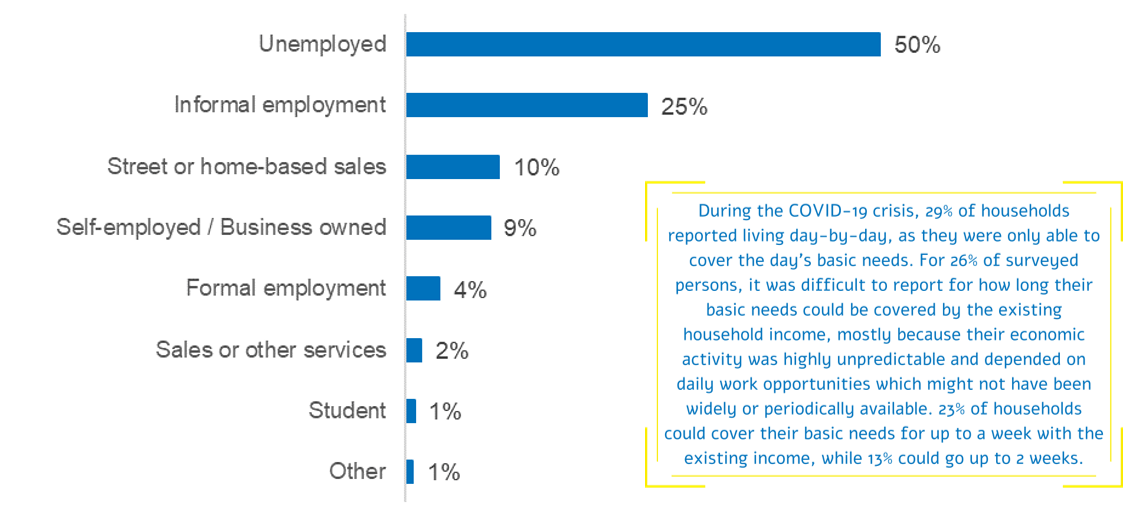 Unemployed 50%
Informal employment 25%
Street or home-based sales 10%
Self-employed / Business owned 9%
Formal employment 4%
Sales or other services 2%
Student 1%
Other 1%
During the COVID-19 crisis, 29% of households
reported living day-by-day, as they were only able to
cover the day's basic needs. For 26% of surveyed
persons, it was difficult to report for how long their
basic needs could be covered by the existing
household income, mostly because their economic
activity was highly unpredictable and depended on
daily work opportunities which might not have been
widely or periodically available. 23% of households
could cover their basic needs for up to a week with the
existing income, while 13% could go up to 2 weeks.